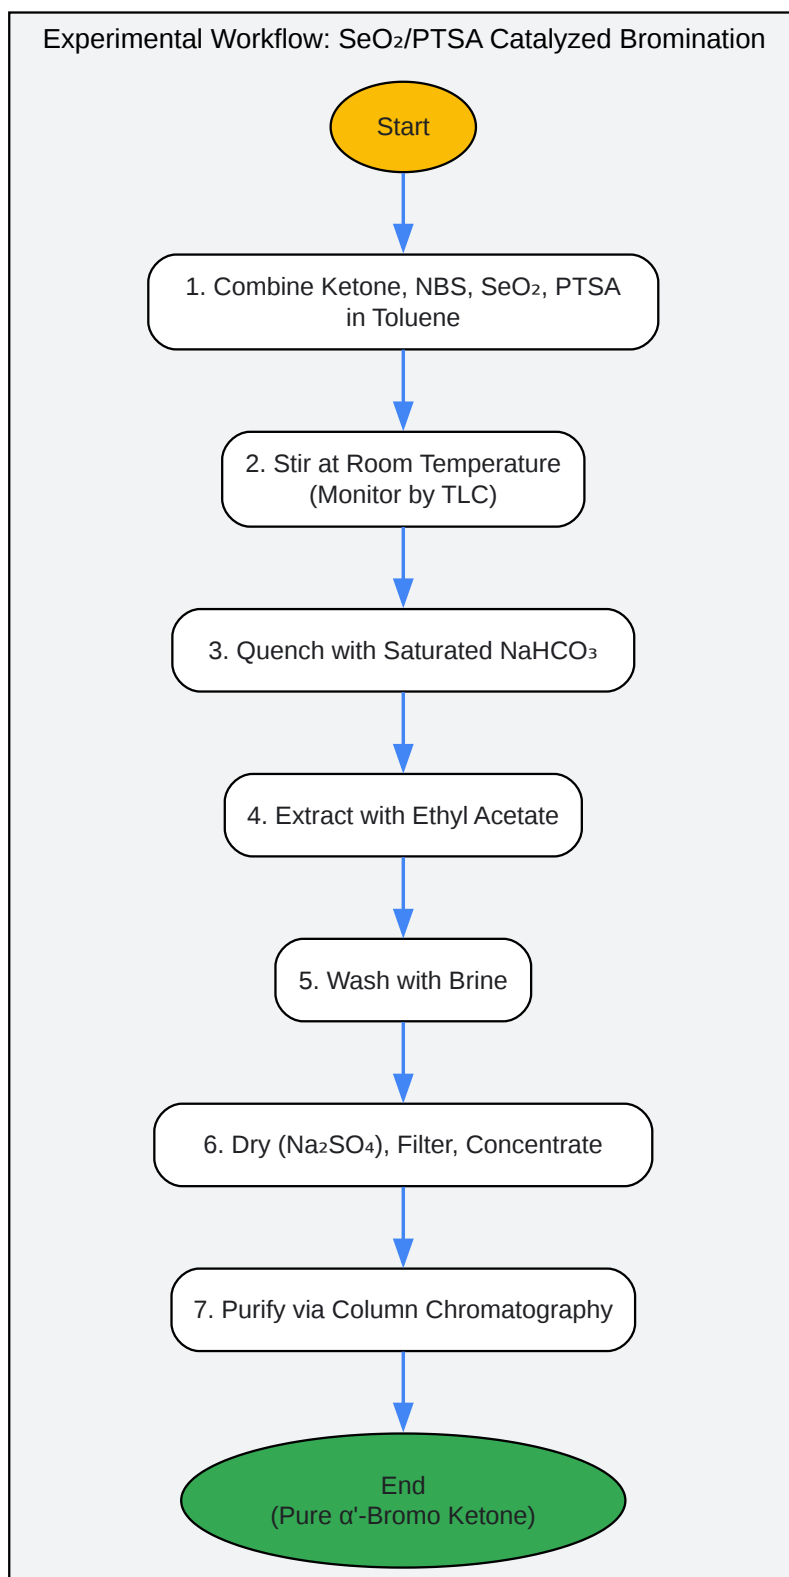 Experimental Workflow: SeO₂/PTSA Catalyzed Bromination
Start
1. Combine Ketone, NBS, SeO₂, PTSA
in Toluene
2. Stir at Room Temperature
(Monitor by TLC)
3. Quench with Saturated NaHCO₃
4. Extract with Ethyl Acetate
5. Wash with Brine
6. Dry (Na₂SO₄), Filter, Concentrate
7. Purify via Column Chromatography
End
(Pure α'-Bromo Ketone)